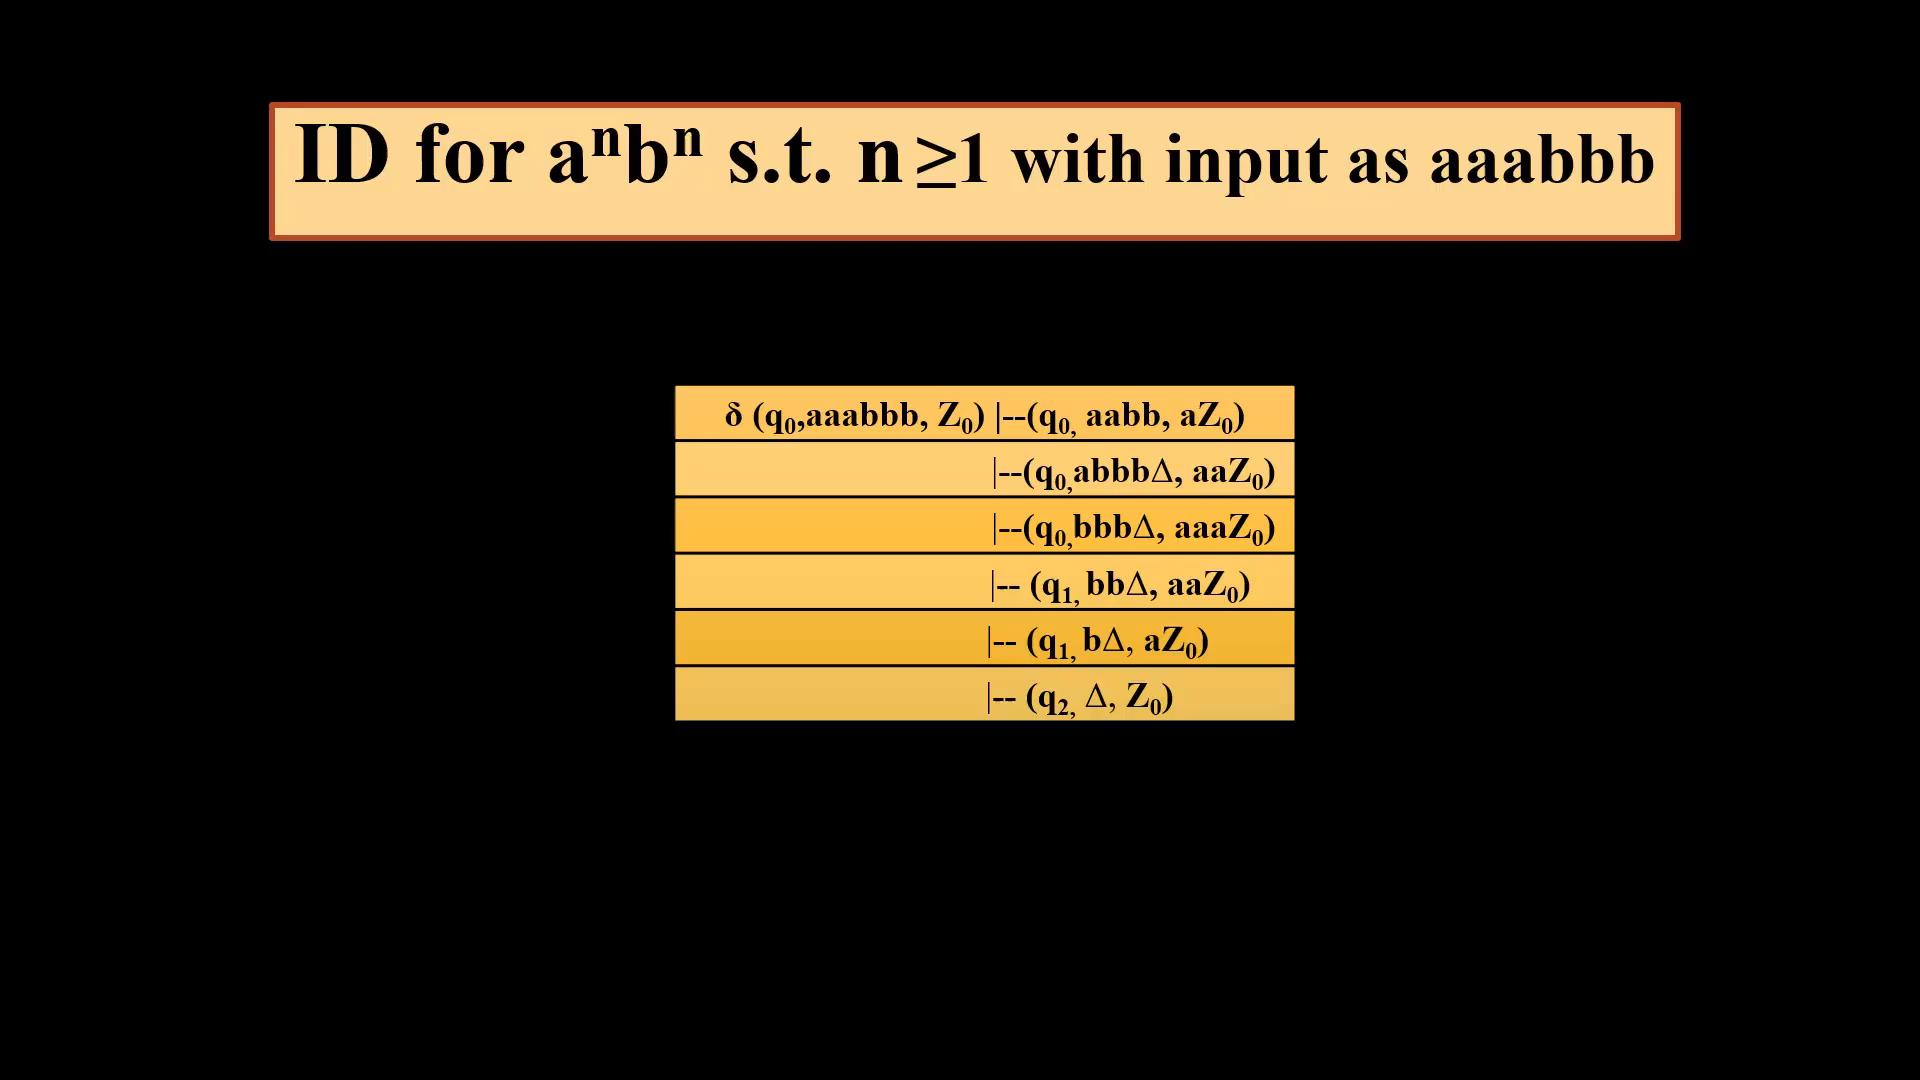 ID for aⁿbⁿ s.t. n ≥1 with input as aaabbb
δ (q₀,aaabbb, Z₀) |--(q₀, aabb, aZ₀)
|--(q₀,abbbΔ, aaZ₀)
|--(q₀,bbbΔ, aaaZ₀)
|-- (q₁, bbΔ, aaZ₀)
|-- (q₁, bΔ, aZ₀)
|-- (q₂, Δ, Z₀)